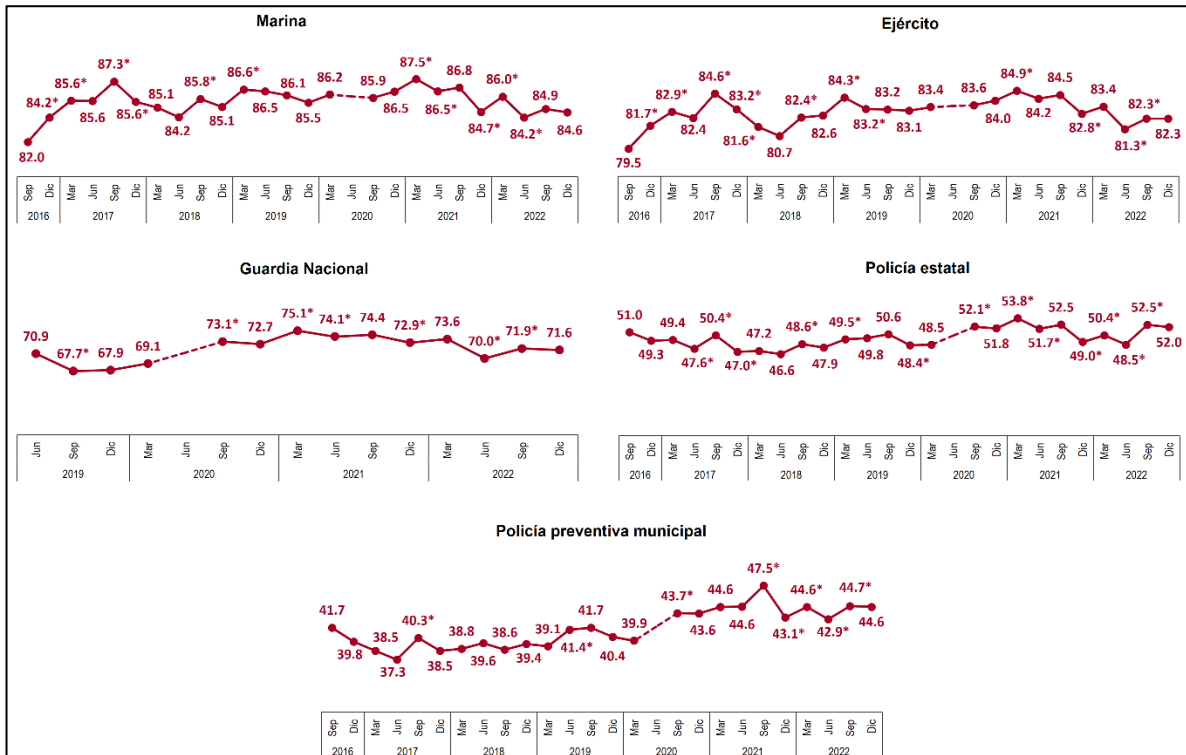 Marina
82.0 84.2* 85.6* 85.6 87.3* 85.6* 85.1 84.2 85.8* 85.1 86.6* 86.5 86.1 85.5 86.2 85.9 86.5 87.5* 86.5* 86.8 84.7* 86.0* 84.2* 84.9 84.6
Sep Dic Mar Jun Sep Dic Mar Jun Sep Dic Mar Jun Sep Dic Mar Jun Sep Dic Mar Jun Sep Dic Mar Jun Sep Dic
2016 2017 2018 2019 2020 2021 2022
Ejército
79.5 81.7* 82.9* 82.4 84.6* 83.2* 81.6* 80.7 82.4* 82.6 84.3* 83.2* 83.2 83.1 83.4 83.6 84.0 84.9* 84.2 84.5 82.8* 83.4 81.3* 82.3* 82.3
Sep Dic Mar Jun Sep Dic Mar Jun Sep Dic Mar Jun Sep Dic Mar Jun Sep Dic Mar Jun Sep Dic Mar Jun Sep Dic
2016 2017 2018 2019 2020 2021 2022
Guardia Nacional
70.9 67.7* 67.9 69.1 73.1* 72.7 75.1* 74.1* 74.4 72.9* 73.6 70.0* 71.9* 71.6
Jun Sep Dic Mar Jun Sep Dic Mar Jun Sep Dic Mar Jun Sep Dic
2019 2020 2021 2022
Policía estatal
51.0 49.3 49.4 47.6* 50.4* 47.0* 47.2 46.6 48.6* 47.9 49.5* 49.8 50.6 48.4* 48.5 52.1* 51.8 53.8* 51.7* 52.5 49.0* 50.4* 48.5* 52.5* 52.0
Sep Dic Mar Jun Sep Dic Mar Jun Sep Dic Mar Jun Sep Dic Mar Jun Sep Dic Mar Jun Sep Dic Mar Jun Sep Dic
2016 2017 2018 2019 2020 2021 2022
Policía preventiva municipal
41.7 39.8 38.5 37.3 40.3* 38.5 38.8 39.6 38.6 39.4 39.1 41.4* 41.7 40.4 39.9 43.7* 43.6 44.6 44.6 47.5* 43.1* 44.6* 42.9* 44.7* 44.6
Sep Dic Mar Jun Sep Dic Mar Jun Sep Dic Mar Jun Sep Dic Mar Jun Sep Dic Mar Jun Sep Dic Mar Jun Sep Dic
2016 2017 2018 2019 2020 2021 2022